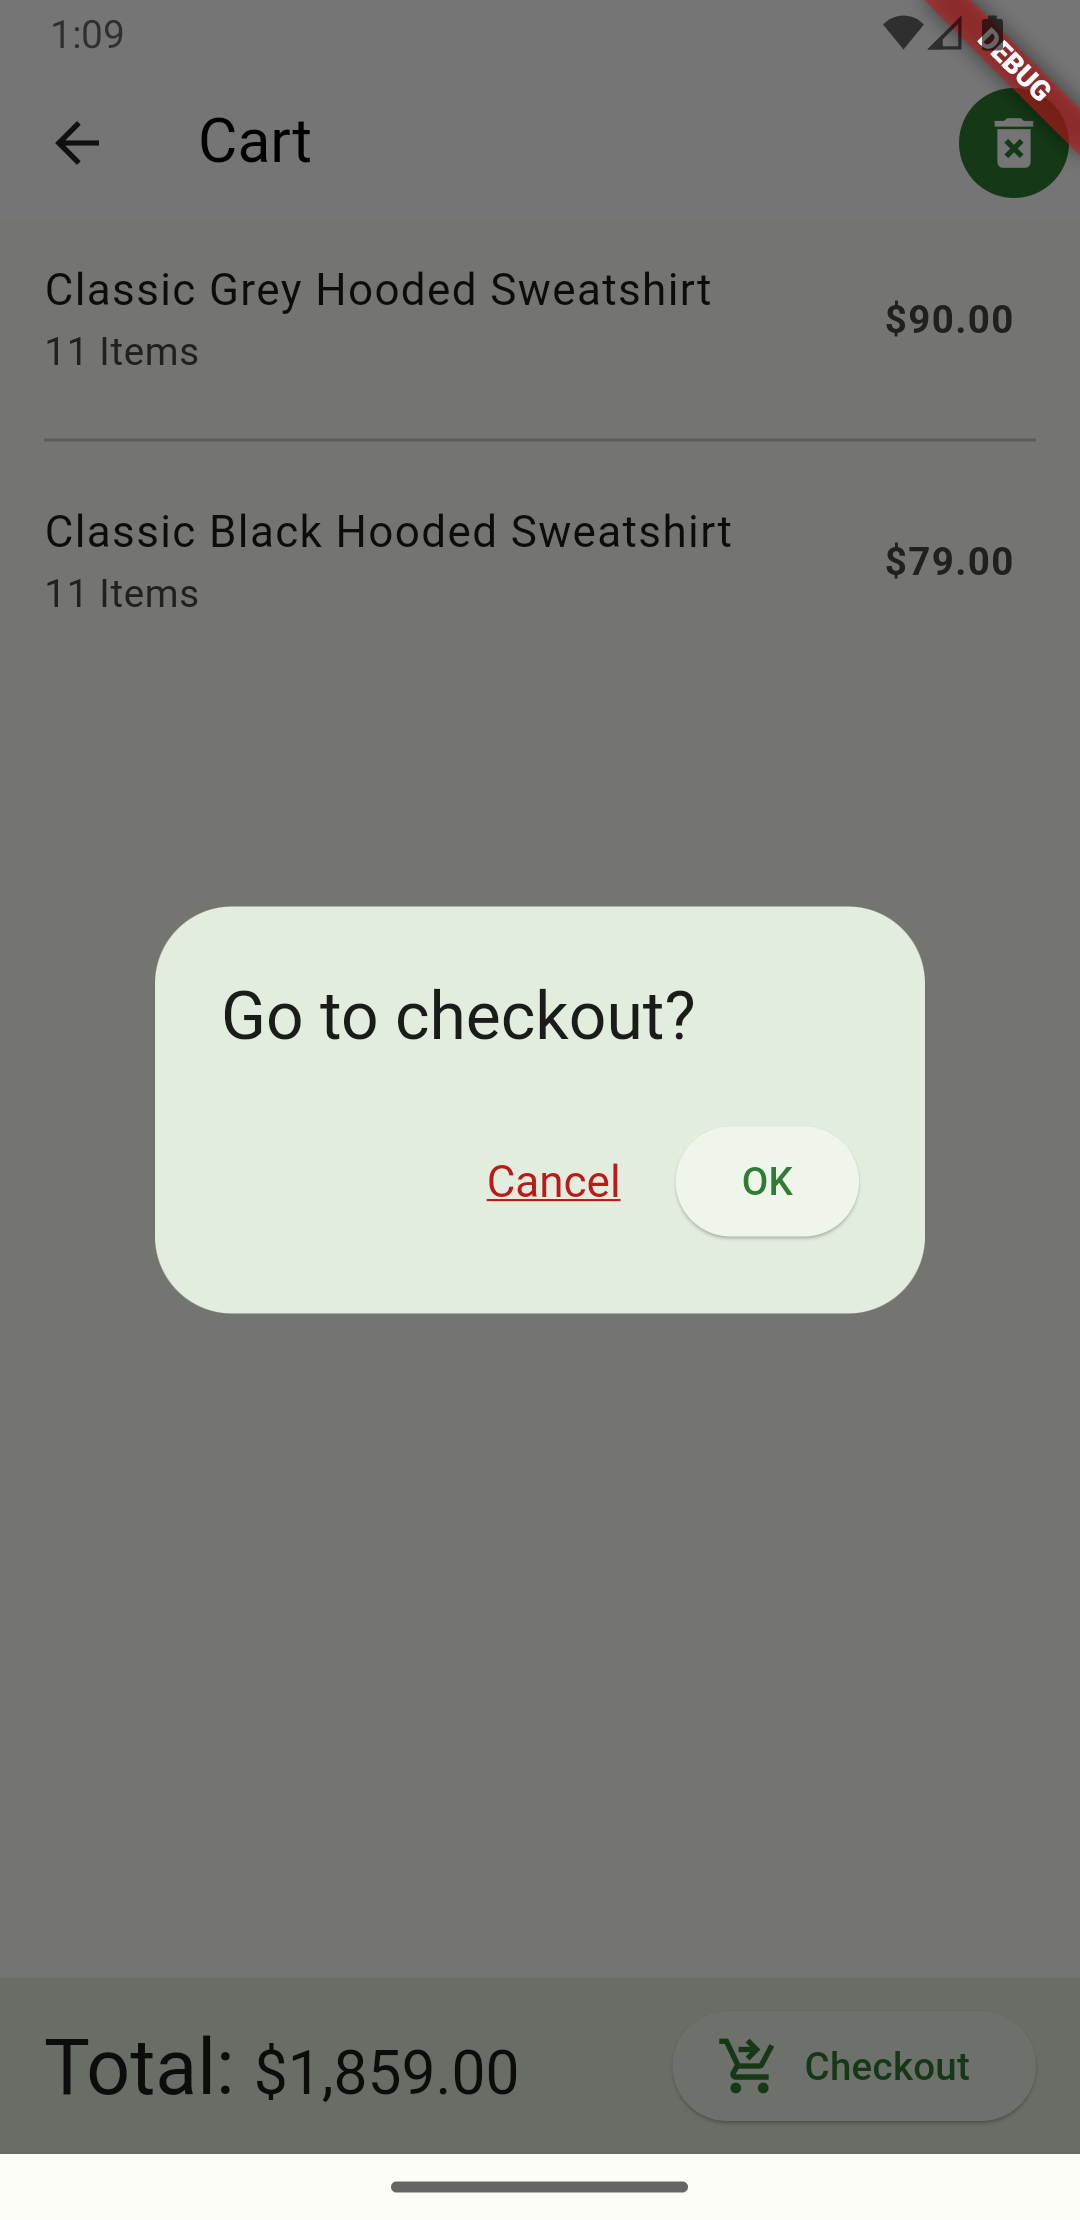 1:09
DEBUG
Cart
Classic Grey Hooded Sweatshirt
11 Items
$90.00
Classic Black Hooded Sweatshirt
11 Items
$79.00
Go to checkout?
Cancel
OK
Total: $1,859.00
Checkout